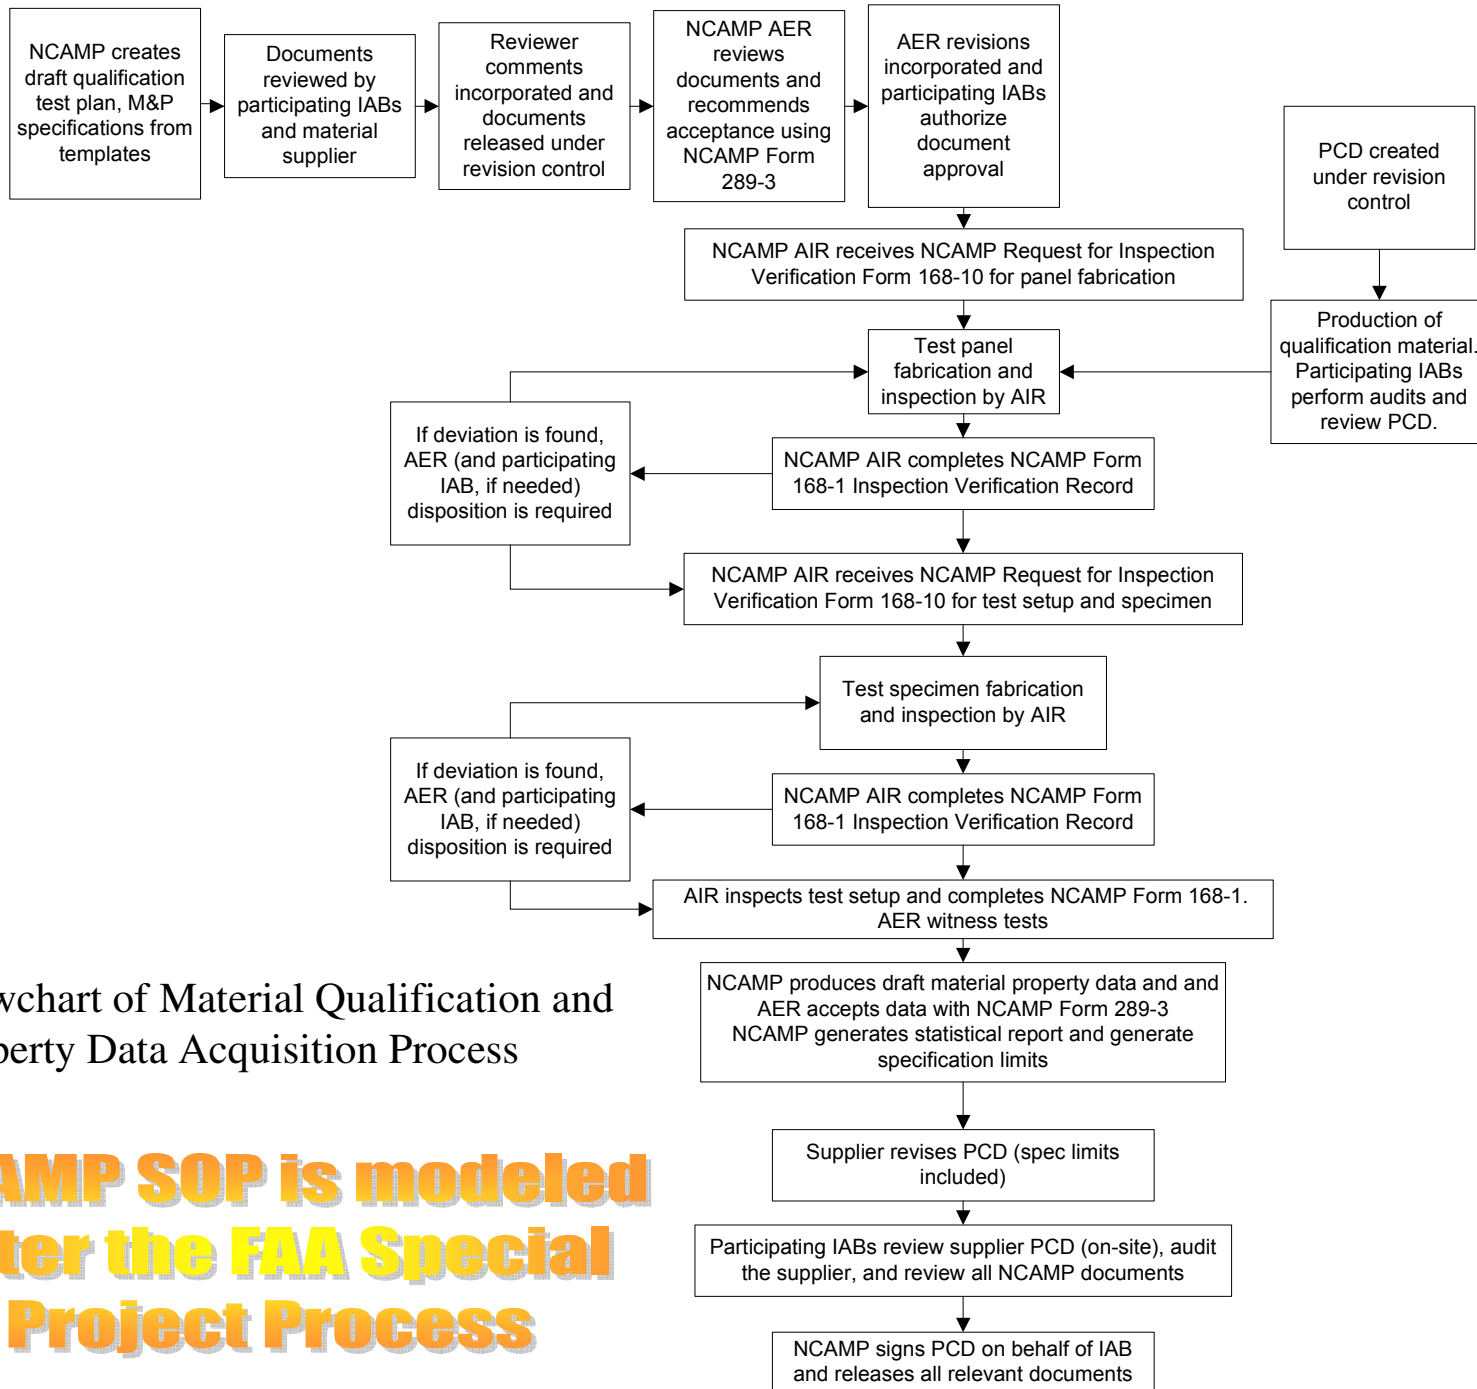 NCAMP creates
draft qualification
test plan, M&P
specifications from
templates
Documents
reviewed by
participating IABs
and material
supplier
Reviewer
comments
incorporated and
documents
released under
revision control
NCAMP AER
reviews
documents and
recommends
acceptance using
NCAMP Form
289-3
AER revisions
incorporated and
participating IABs
authorize
document
approval
PCD created
under revision
control
NCAMP AIR receives NCAMP Request for Inspection
Verification Form 168-10 for panel fabrication
Production of
qualification material.
Participating IABs
perform audits and
review PCD.
Test panel
fabrication and
inspection by AIR
If deviation is found,
AER (and participating
IAB, if needed)
disposition is required
NCAMP AIR completes NCAMP Form
168-1 Inspection Verification Record
NCAMP AIR receives NCAMP Request for Inspection
Verification Form 168-10 for test setup and specimen
Test specimen fabrication
and inspection by AIR
If deviation is found,
AER (and participating
IAB, if needed)
disposition is required
NCAMP AIR completes NCAMP Form
168-1 Inspection Verification Record
AIR inspects test setup and completes NCAMP Form 168-1.
AER witness tests
NCAMP produces draft material property data and and
AER accepts data with NCAMP Form 289-3
NCAMP generates statistical report and generate
specification limits
Supplier revises PCD (spec limits
included)
Participating IABs review supplier PCD (on-site), audit
the supplier, and review all NCAMP documents
NCAMP signs PCD on behalf of IAB
and releases all relevant documents
wchart of Material Qualification and
perty Data Acquisition Process
AMP SOP is modeled
ter the FAA Special
Project Process